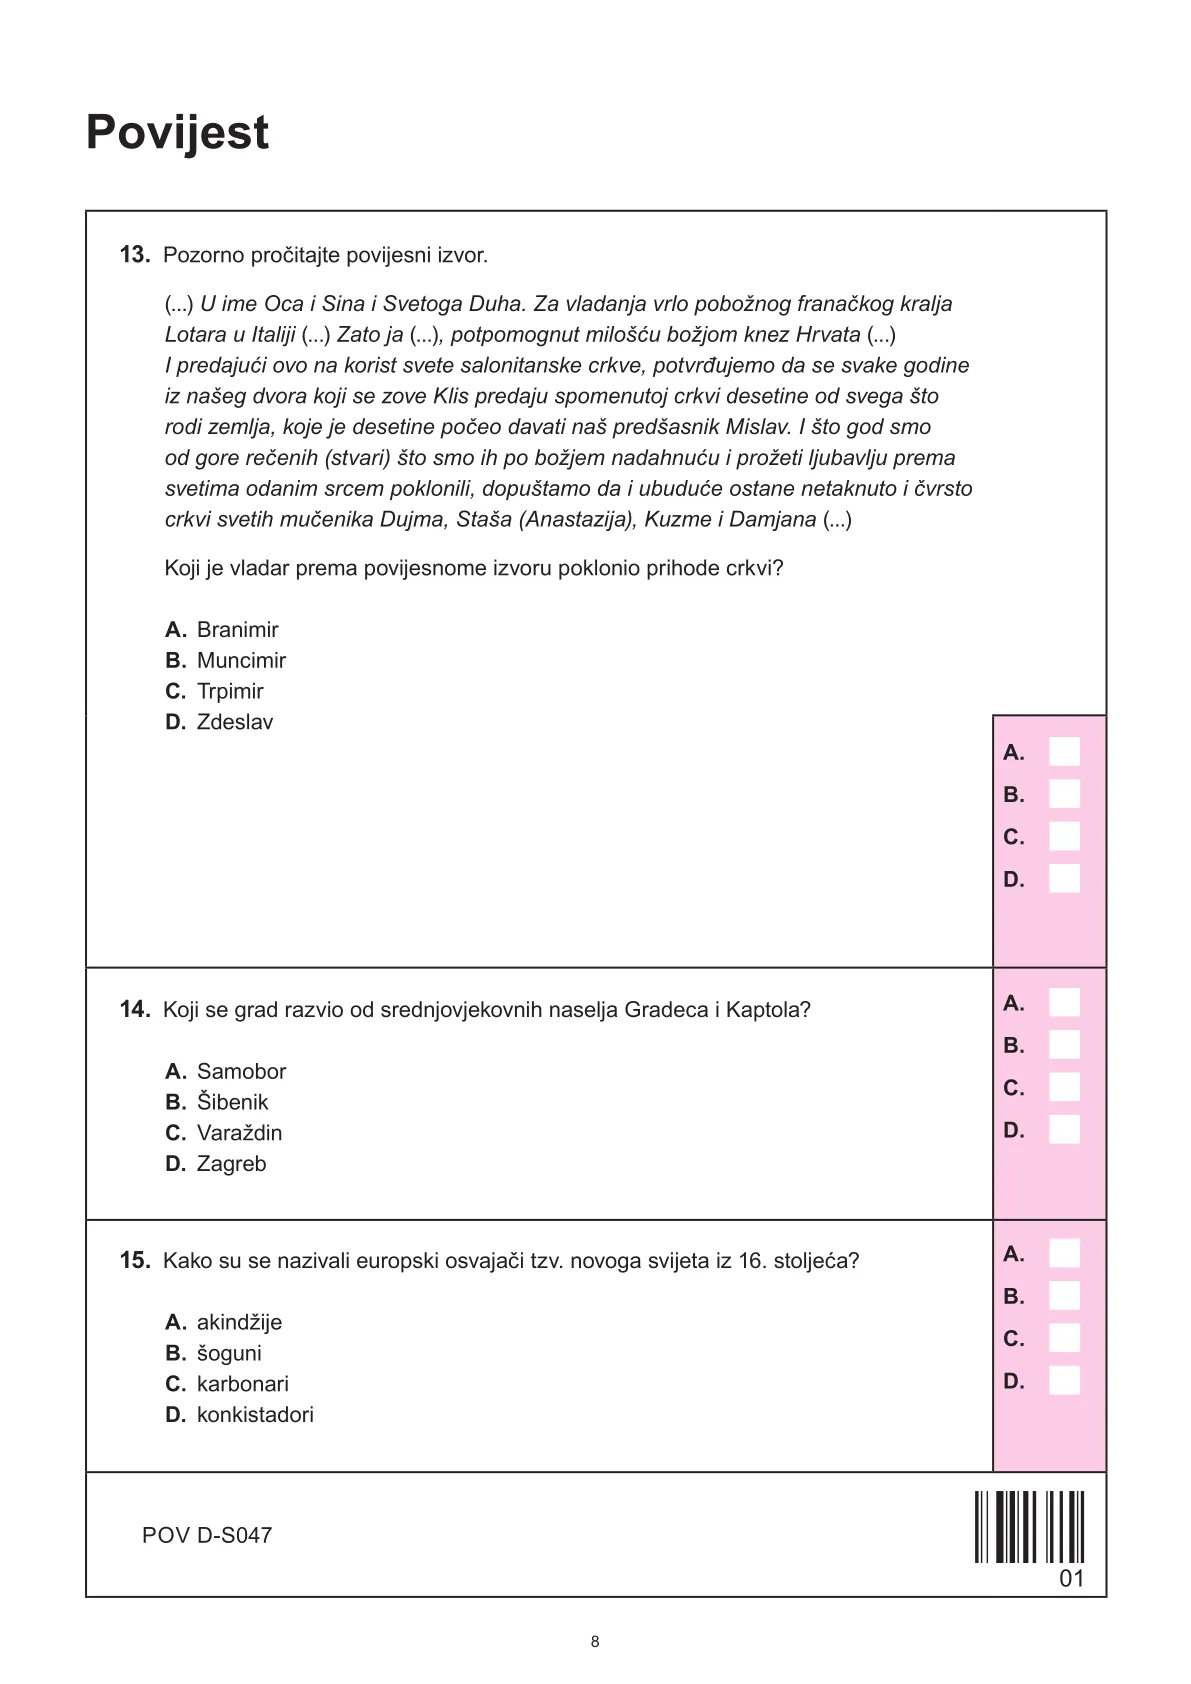 Povijest
13. Pozorno pročitajte povijesni izvor.
(...) U ime Oca i Sina i Svetoga Duha. Za vladanja vrlo pobožnog franačkog kralja
Lotara u Italiji (...) Zato ja (...), potpomognut milošću božjom knez Hrvata (...)
I predajući ovo na korist svete salonitanske crkve, potvrđujemo da se svake godine
iz našeg dvora koji se zove Klis predaju spomenutoj crkvi desetine od svega što
rodi zemlja, koje je desetine počeo davati naš predšasnik Mislav. I što god smo
od gore rečenih (stvari) što smo ih po božjem nadahnuću i prožeti ljubavlju prema
svetima odanim srcem poklonili, dopuštamo da i ubuduće ostane netaknuto i čvrsto
crkvi svetih mučenika Dujma, Staša (Anastazija), Kuzme i Damjana (...)
Koji je vladar prema povijesnome izvoru poklonio prihode crkvi?
A. Branimir
B. Muncimir
C. Trpimir
D. Zdeslav
A.
B.
C.
D.
14. Koji se grad razvio od srednjovjekovnih naselja Gradeca i Kaptola?
A. Samobor
B. Šibenik
C. Varaždin
D. Zagreb
A.
B.
C.
D.
15. Kako su se nazivali europski osvajači tzv. novoga svijeta iz 16. stoljeća?
A. akindžije
B. šoguni
C. karbonari
D. konkistadori
A.
B.
C.
D.
POV D-S047
01
8